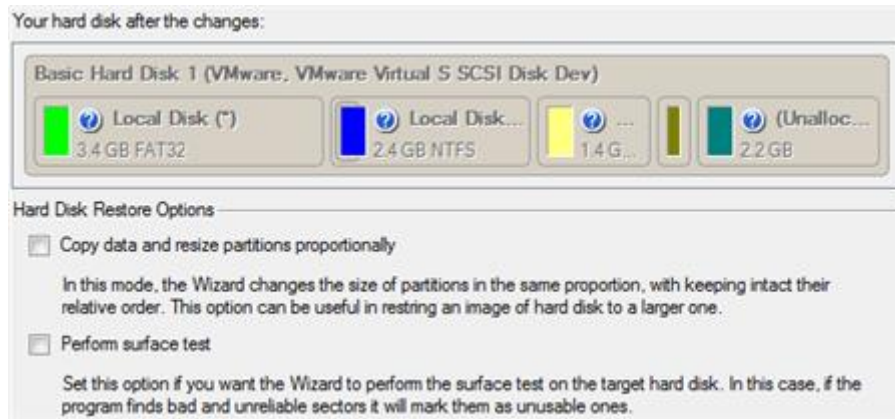 Your hard disk after the changes:
Basic Hard Disk 1 (VMware, VMware Virtual S SCSI Disk Dev)
Local Disk (*) Local Disk... ... (Unalloc...
3.4 GB FAT32 2.4 GB NTFS 1.4 G... 2.2 GB
Hard Disk Restore Options
Copy data and resize partitions proportionally
In this mode, the Wizard changes the size of partitions in the same proportion, with keeping intact their
relative order. This option can be useful in restring an image of hard disk to a larger one.
Perform surface test
Set this option if you want the Wizard to perform the surface test on the target hard disk. In this case, if the
program finds bad and unreliable sectors it will mark them as unusable ones.